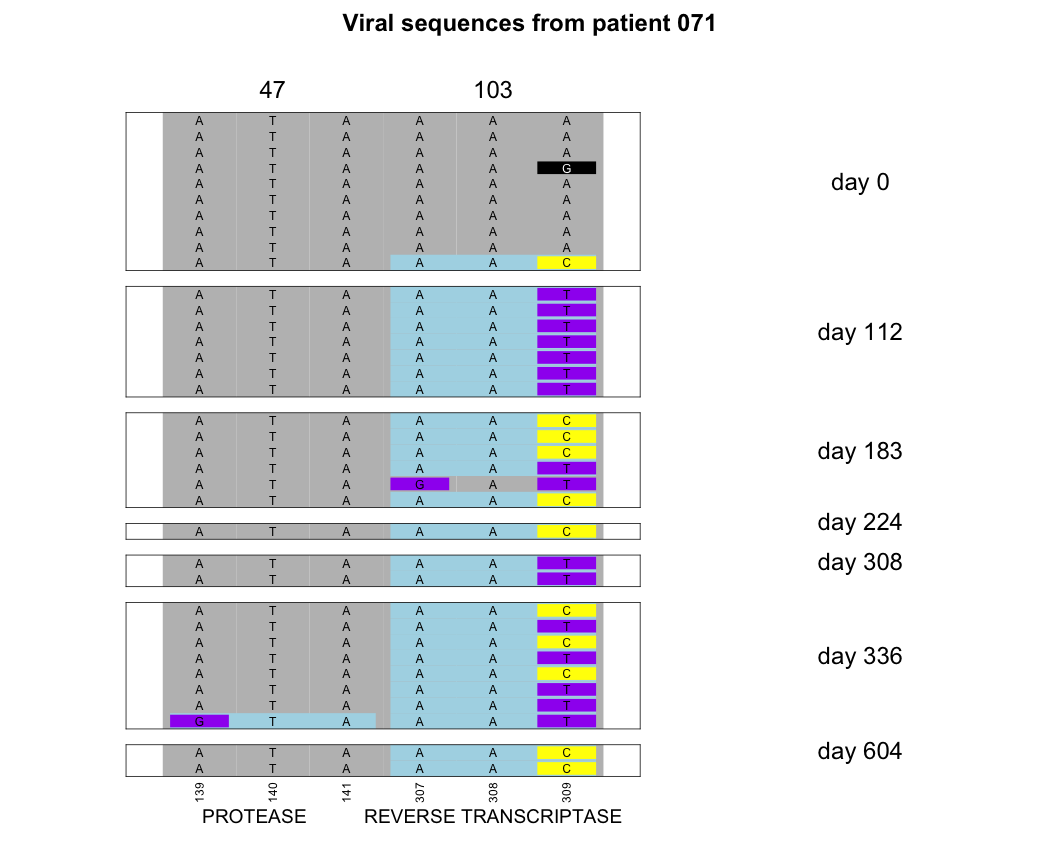 Viral sequences from patient 071
47 103
A T A A A A
A T A A A A
A T A A A A
A T A A A G
A T A A A A
day 0
A T A A A A
A T A A A A
A T A A A A
A T A A A A
A T A A A C
A T A A A T
A T A A A T
A T A A A T
day 112
A T A A A T
A T A A A T
A T A A A T
A T A A A T
A T A A A C
A T A A A C
A T A A A C
day 183
A T A A A T
A T A G A T
A T A A A C
day 224
A T A A A C
day 308
A T A A A T
A T A A A T
A T A A A C
A T A A A T
A T A A A C
day 336
A T A A A T
A T A A A C
A T A A A T
A T A A A T
G T A A A T
day 604
A T A A A C
A T A A A C
139 140 141 307 308 309
PROTEASE REVERSE TRANSCRIPTASE